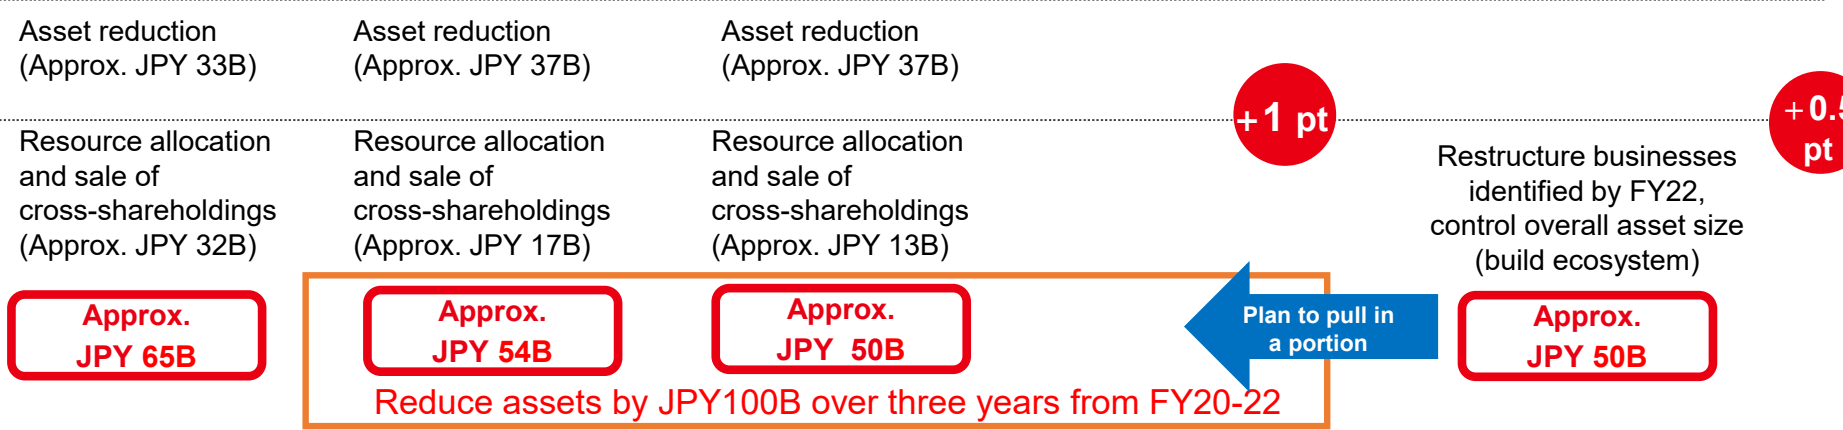 Asset reduction
(Approx. JPY 33B)
Asset reduction
(Approx. JPY 37B)
Asset reduction
(Approx. JPY 37B)
+1 pt
+0.5
pt
Resource allocation
and sale of
cross-shareholdings
(Approx. JPY 32B)
Resource allocation
and sale of
cross-shareholdings
(Approx. JPY 17B)
Resource allocation
and sale of
cross-shareholdings
(Approx. JPY 13B)
Restructure businesses
identified by FY22,
control overall asset size
(build ecosystem)
Approx.
JPY 65B
Approx.
JPY 54B
Approx.
JPY 50B
Plan to pull in
a portion
Approx.
JPY 50B
Reduce assets by JPY100B over three years from FY20-22